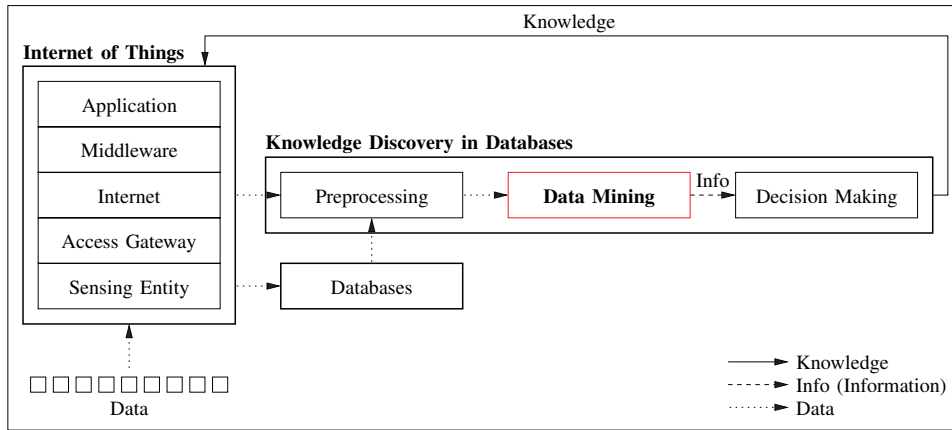 Knowledge
Internet of Things
Application
Middleware
Internet
Access Gateway
Sensing Entity
Knowledge Discovery in Databases
Preprocessing
Data Mining
Info
Decision Making
Databases
Data
Knowledge
Info (Information)
Data